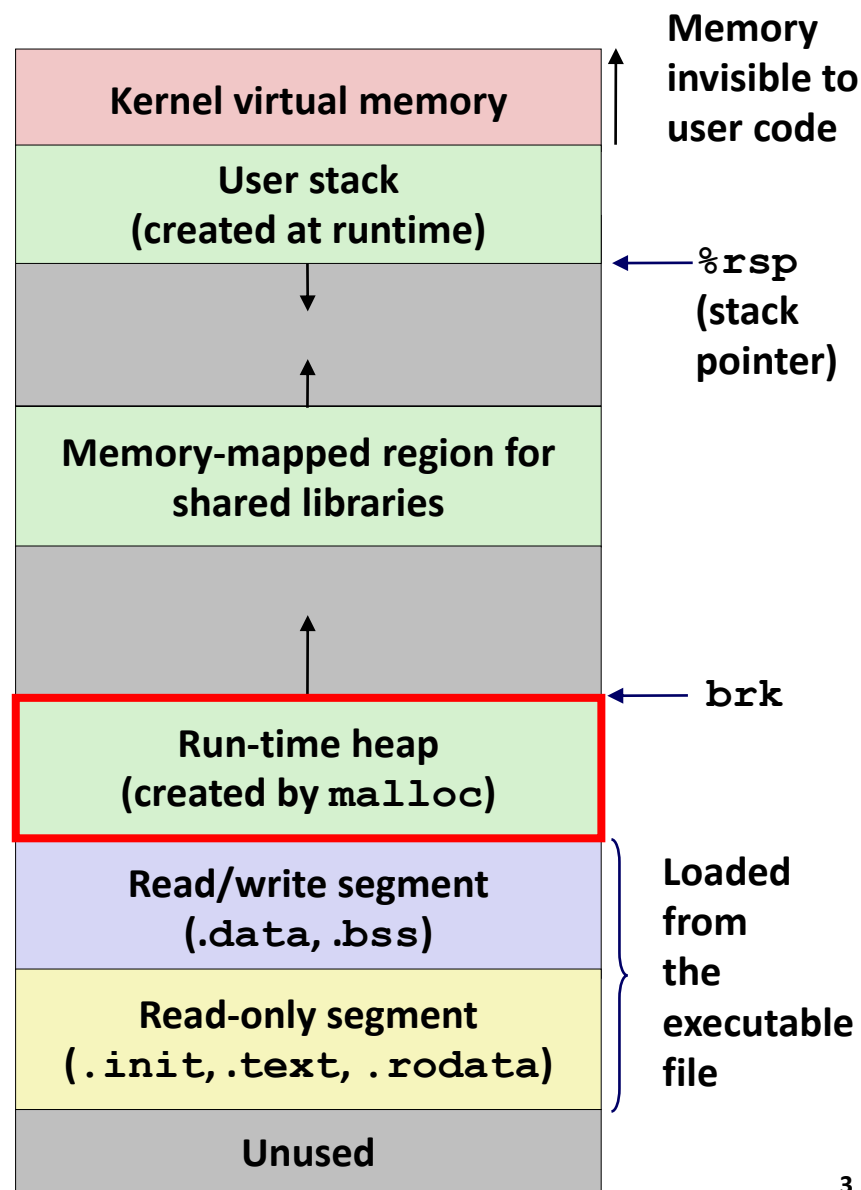 Memory
invisible to
user code
Kernel virtual memory
User stack
(created at runtime)
%rsp
(stack
pointer)
Memory-mapped region for
shared libraries
brk
Run-time heap
(created by malloc)
Read/write segment
(.data, .bss)
Loaded
from
the
executable
file
Read-only segment
(.init, .text, .rodata)
Unused
3